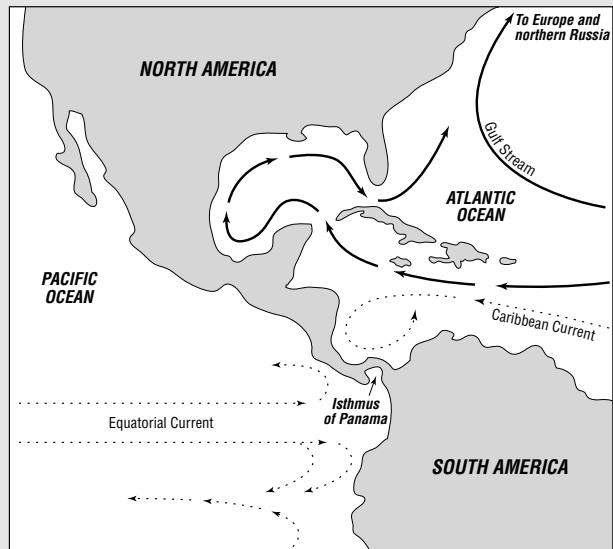 To Europe and
northern Russia
NORTH AMERICA
Gulf Stream
ATLANTIC
OCEAN
PACIFIC
OCEAN
Caribbean Current
Isthmus
of Panama
Equatorial Current
SOUTH AMERICA